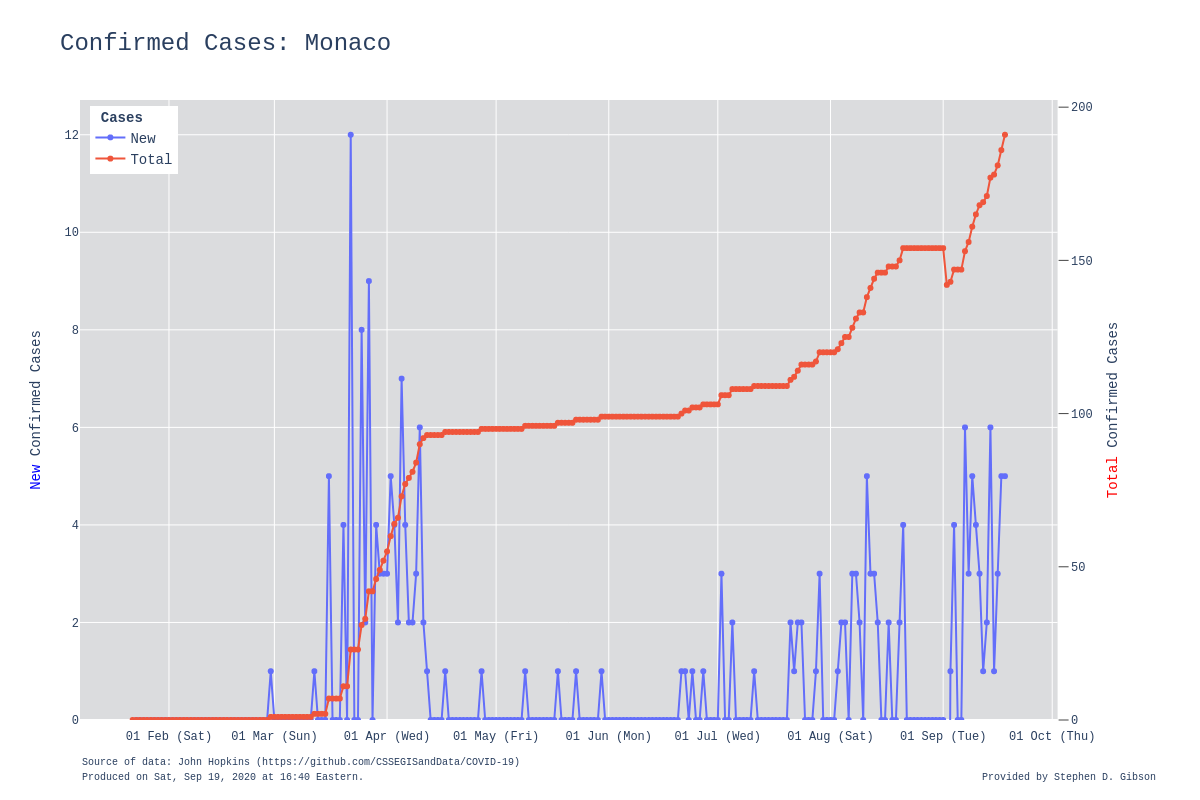 Confirmed Cases: Monaco
Cases
New
Total
12
10
8
6
4
2
0
200
150
100
50
0
New Confirmed Cases
Total Confirmed Cases
01 Feb (Sat)
01 Mar (Sun)
01 Apr (Wed)
01 May (Fri)
01 Jun (Mon)
01 Jul (Wed)
01 Aug (Sat)
01 Sep (Tue)
01 Oct (Thu)
Source of data: John Hopkins (https://github.com/CSSEGISandData/COVID-19)
Produced on Sat, Sep 19, 2020 at 16:40 Eastern.
Provided by Stephen D. Gibson